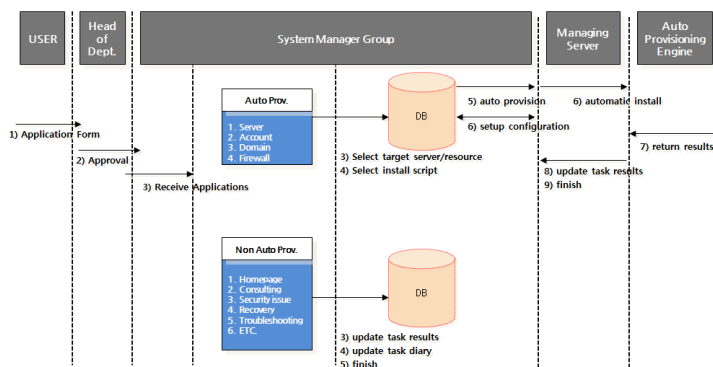 USER
Head
of
Dept.
System Manager Group
Managing
Server
Auto
Provisioning
Engine
Auto Prov.
1. Server
2. Account
3. Domain
4. Firewall
DB
5) auto provision
6) automatic install
6) setup configuration
1) Application Form
7) return results
2) Approval
3) Select target server/resource
4) Select install script
8) update task results
9) finish
3) Receive Applications
Non Auto Prov.
1. Homepage
2. Consulting
3. Security issue
4. Recovery
5. Troubleshooting
6. ETC.
DB
3) update task results
4) update task diary
5) finish